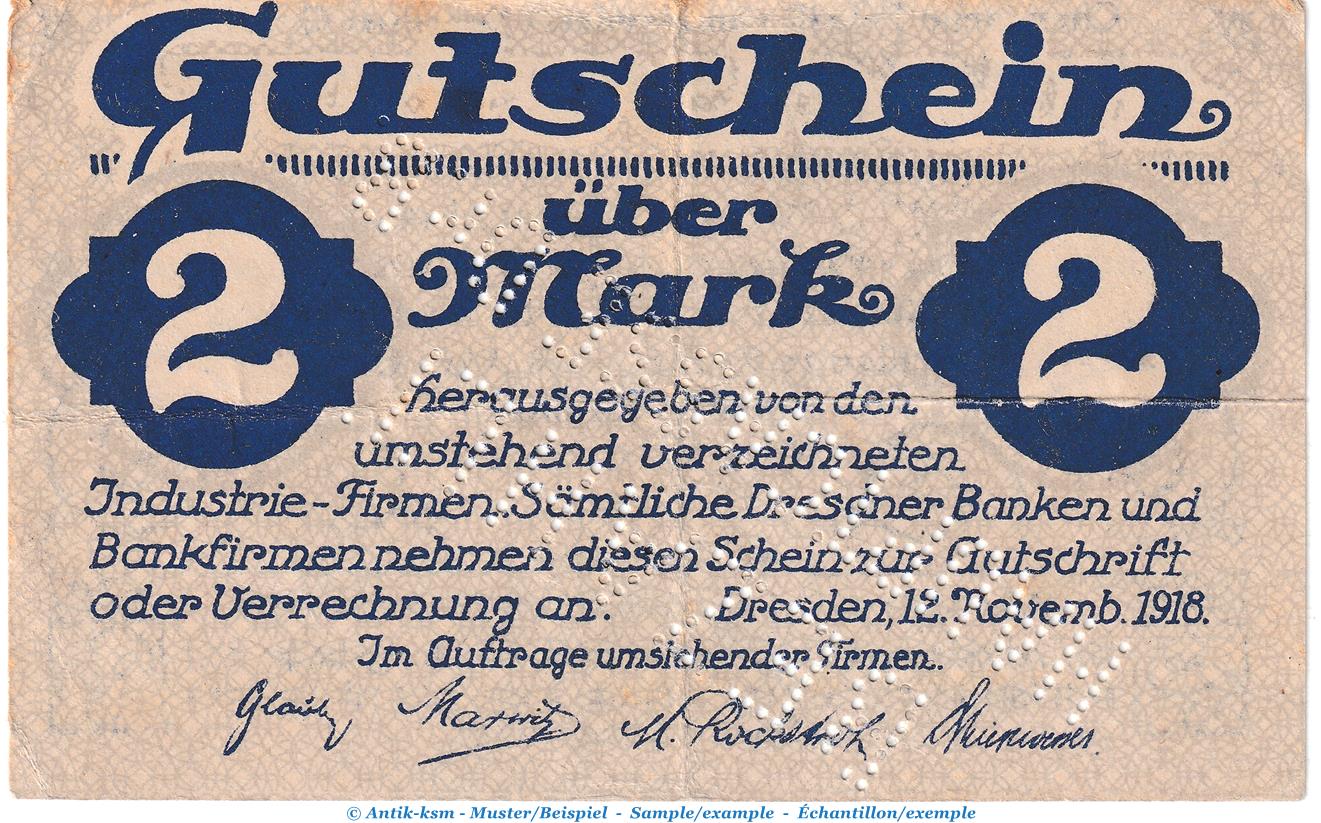 Gutschein
über
Mark
2 2
herausgegeben von den
umstehend verzeichneten
Industrie-Firmen. Sämtliche Dresdner Banken und
Bankfirmen nehmen diesen Schein zur Gutschrift
oder Verrechnung an. Dresden, 12. Novemb. 1918.
Im Auftrage umstehender Firmen.
Marwitz M. Rockstroh
© Antik-ksm - Muster/Beispiel - Sample/example - Échantillon/exemple